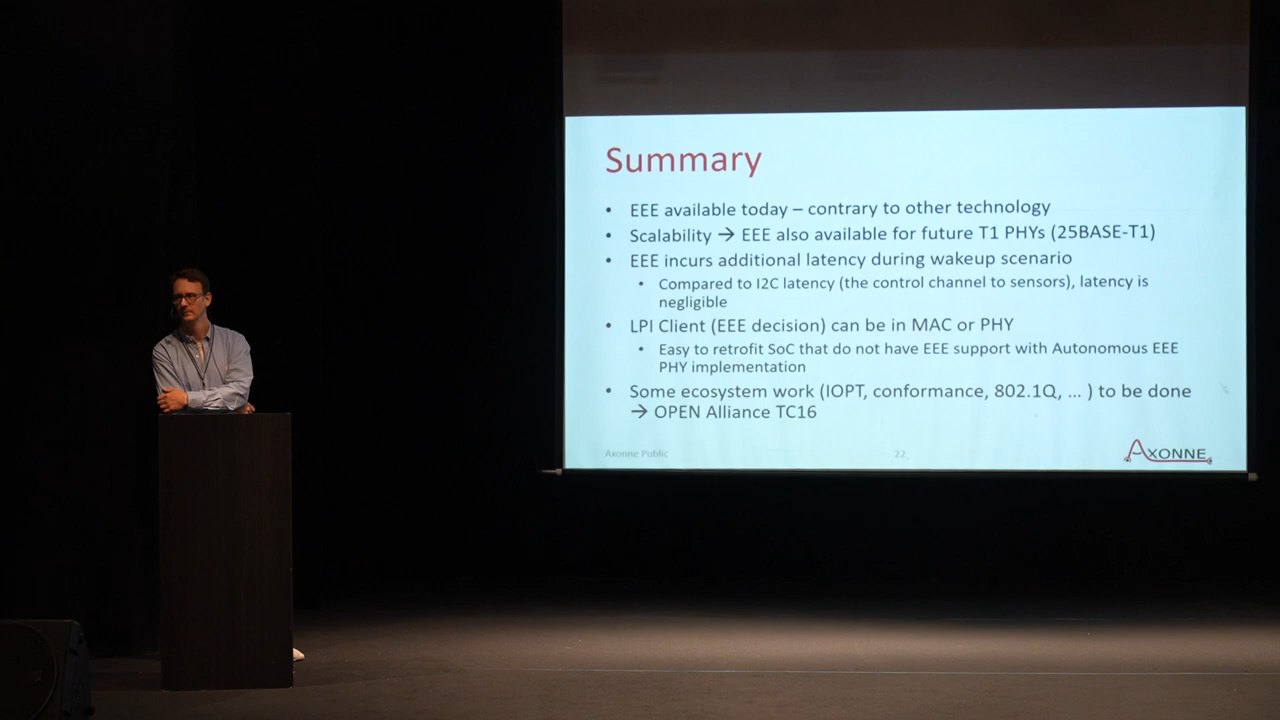 Summary
• EEE available today – contrary to other technology
• Scalability → EEE also available for future T1 PHYs (25BASE-T1)
• EEE incurs additional latency during wakeup scenario
• Compared to I2C latency (the control channel to sensors), latency is
negligible
• LPI Client (EEE decision) can be in MAC or PHY
• Easy to retrofit SoC that do not have EEE support with Autonomous EEE
PHY implementation
• Some ecosystem work (IOPT, conformance, 802.1Q, ... ) to be done
→ OPEN Alliance TC16
Axonne Public
22
AXONNE